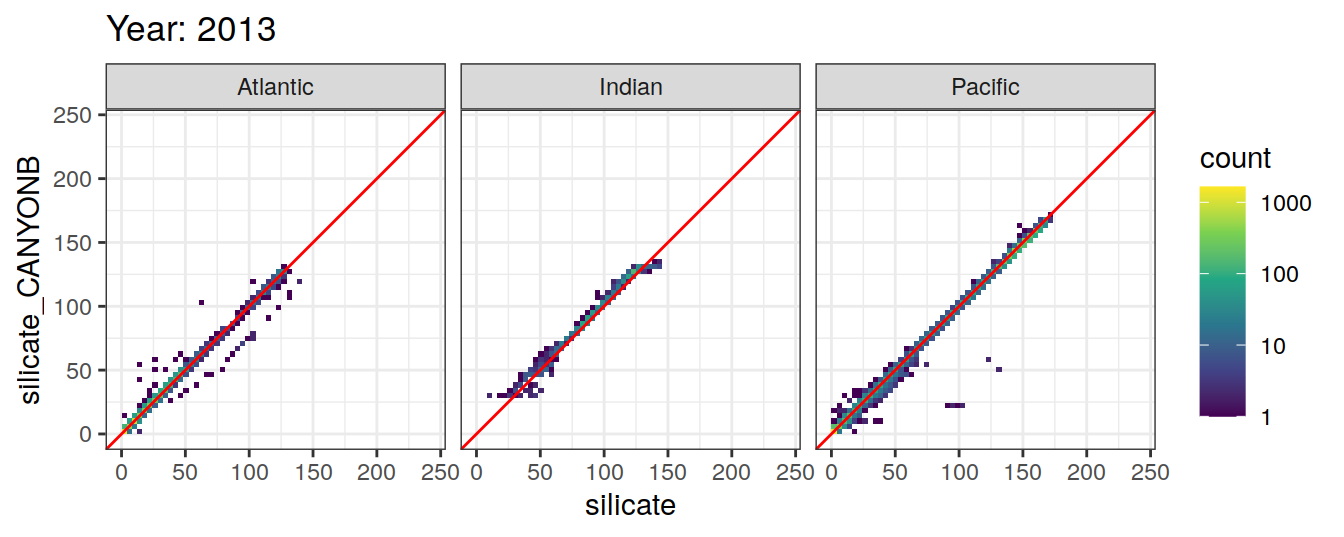 Year: 2013
Atlantic
Indian
Pacific
silicate_CANYONB
250
200
150
100
50
0
0 50 100 150 200 250
0 50 100 150 200 250
0 50 100 150 200 250
silicate
count
1000
100
10
1